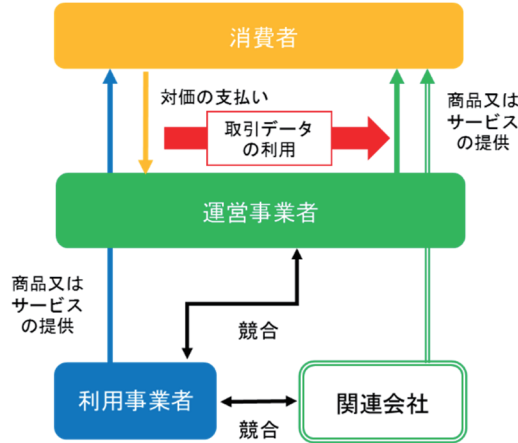 消費者
対価の支払い
取引データ
の利用
商品又は
サービス
の提供
運営事業者
商品又は
サービス
の提供
競合
利用事業者
競合
関連会社